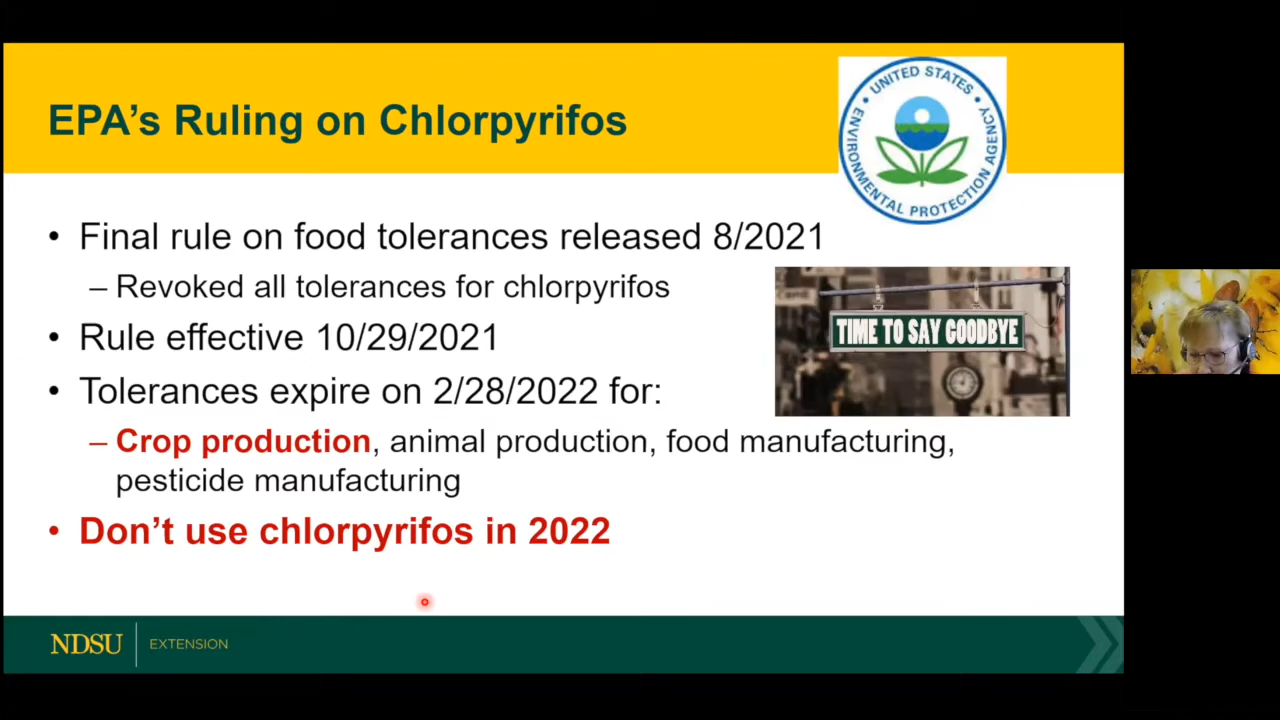 EPA’s Ruling on Chlorpyrifos
UNITED STATES
ENVIRONMENTAL PROTECTION AGENCY
• Final rule on food tolerances released 8/2021
– Revoked all tolerances for chlorpyrifos
• Rule effective 10/29/2021
TIME TO SAY GOODBYE
• Tolerances expire on 2/28/2022 for:
– Crop production, animal production, food manufacturing,
pesticide manufacturing
• Don’t use chlorpyrifos in 2022
NDSU EXTENSION